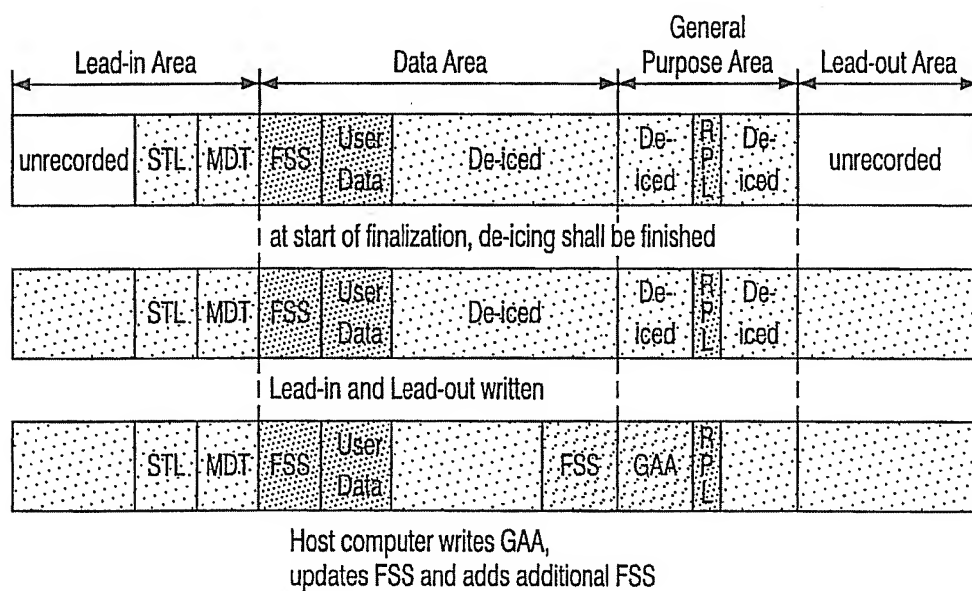 General
Lead-in Area Data Area Purpose Area Lead-out Area
unrecorded STL MDT FSS User Data De-iced De-iced RPL De-iced unrecorded
at start of finalization, de-icing shall be finished
STL MDT FSS User Data De-iced De-iced RPL De-iced
Lead-in and Lead-out written
STL MDT FSS User Data FSS GAA RPL
Host computer writes GAA,
updates FSS and adds additional FSS